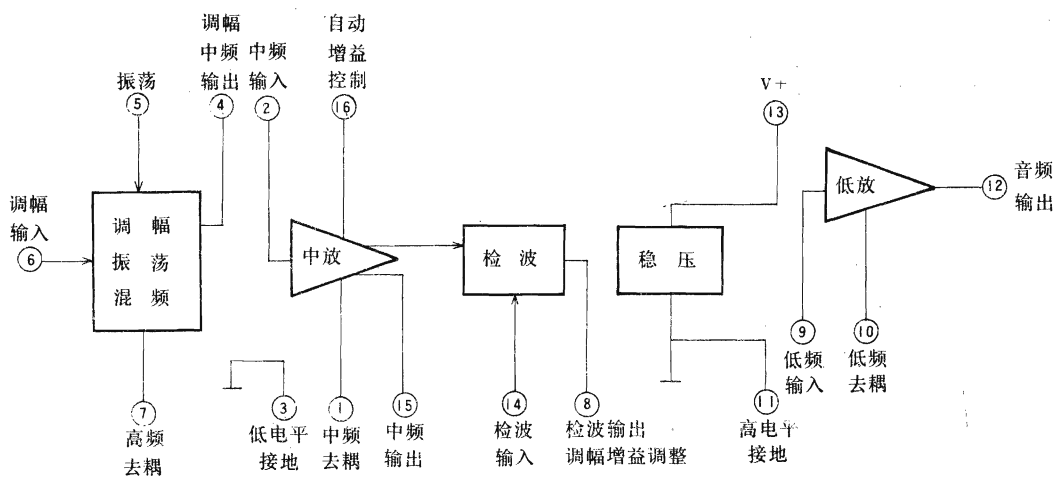 调幅
中频
输出
④
中频
输入
②
自动
增益
控制
⑯
振荡
⑤
V+
⑬
调幅
输入
⑥
调幅
振荡
混频
中放
检波
稳压
低放
⑫
音频
输出
⑦
高频
去耦
③
低电平
接地
①
中频
去耦
⑮
中频
输出
⑭
检波
输入
⑧
检波输出
调幅增益调整
⑪
高电平
接地
⑨
低频
输入
⑩
低频
去耦